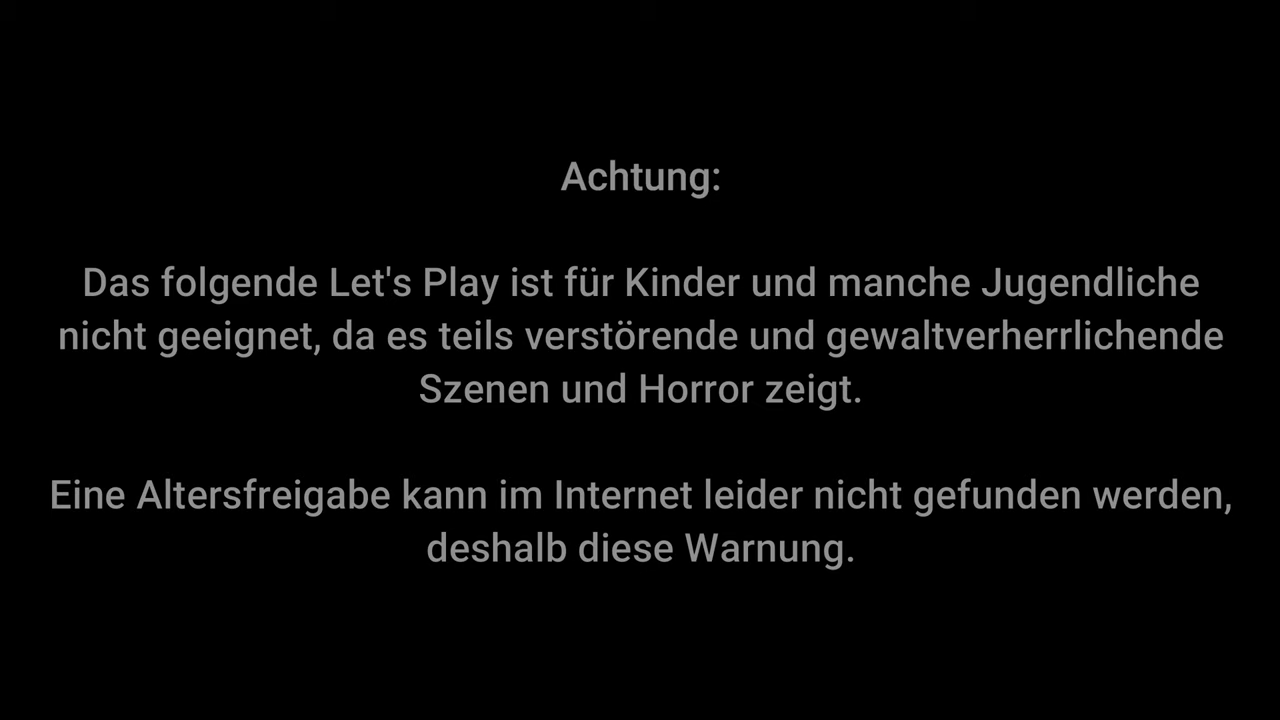 Achtung:
Das folgende Let's Play ist für Kinder und manche Jugendliche
nicht geeignet, da es teils verstörende und gewaltverherrlichende
Szenen und Horror zeigt.
Eine Altersfreigabe kann im Internet leider nicht gefunden werden,
deshalb diese Warnung.